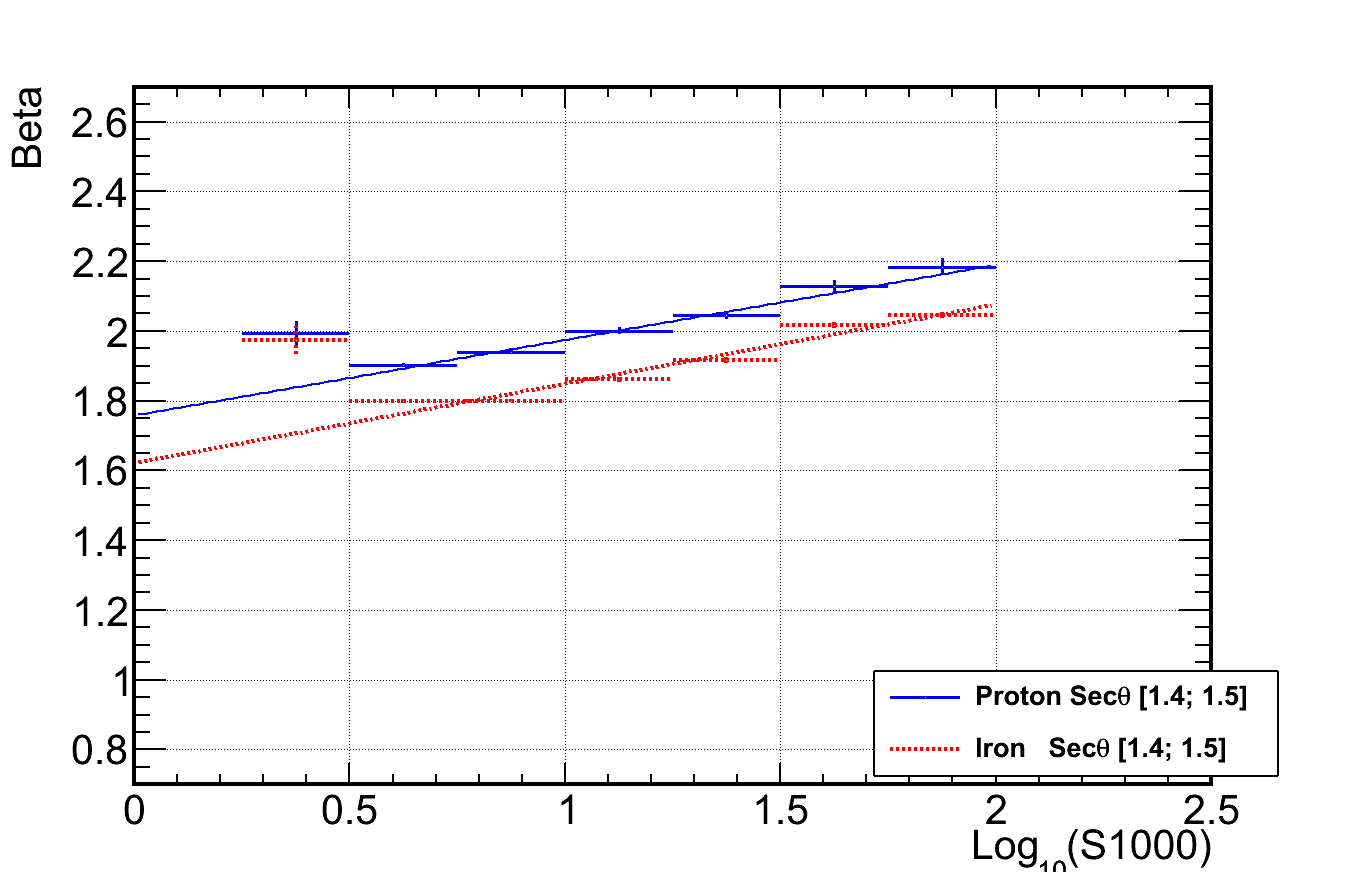 Beta
2.6
2.4
2.2
2
1.8
1.6
1.4
1.2
1
0.8
Proton Secθ [1.4; 1.5]
Iron Secθ [1.4; 1.5]
0 0.5 1 1.5 2 2.5
Log10(S1000)